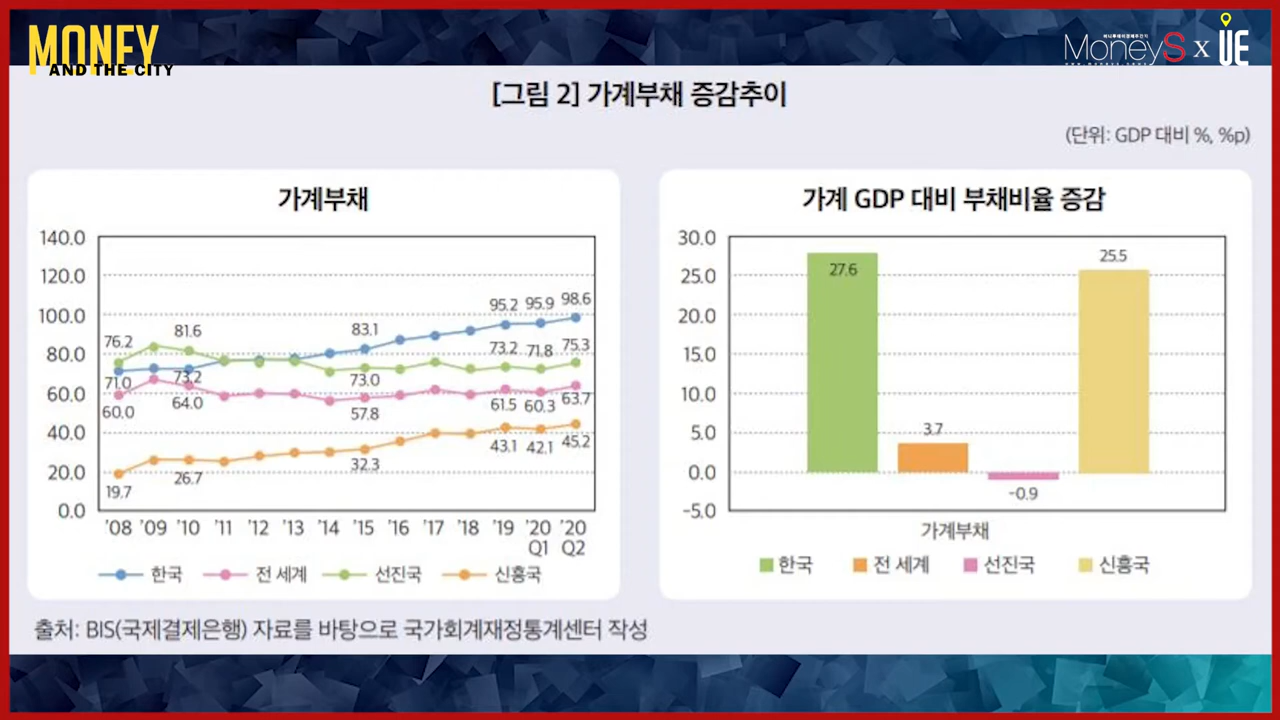 MONEY
AND THE CITY
MoneyS x UE
[그림 2] 가계부채 증감추이
(단위: GDP 대비 %, %p)
가계부채
140.0
120.0
100.0
80.0
60.0
40.0
20.0
0.0
76.2
81.6
83.1
95.2 95.9 98.6
71.0
73.2
73.0
73.2 71.8 75.3
60.0
64.0
57.8
61.5 60.3 63.7
19.7
26.7
32.3
43.1 42.1 45.2
'08 '09 '10 '11 '12 '13 '14 '15 '16 '17 '18 '19 '20 '20
Q1 Q2
한국 전 세계 선진국 신흥국
가계 GDP 대비 부채비율 증감
30.0
25.0
20.0
15.0
10.0
5.0
0.0
-5.0
27.6
3.7
-0.9
25.5
가계부채
한국 전 세계 선진국 신흥국
출처: BIS(국제결제은행) 자료를 바탕으로 국가회계재정통계센터 작성